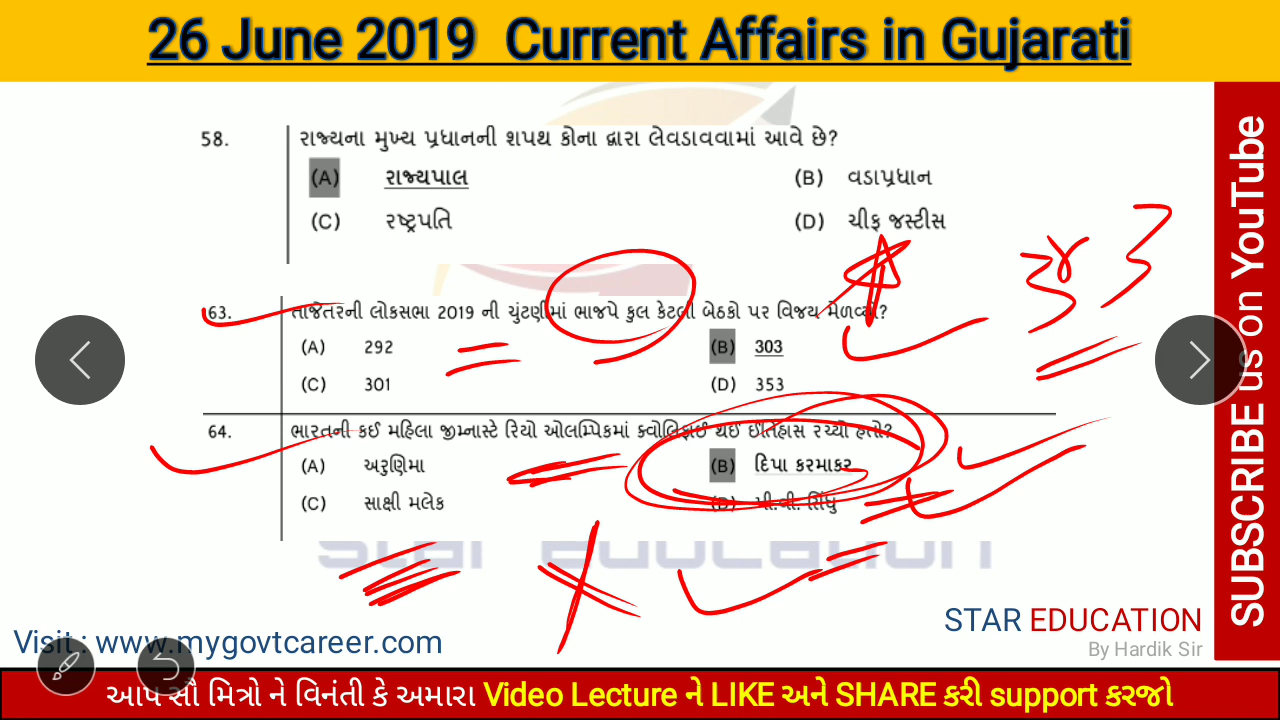 26 June 2019 Current Affairs in Gujarati
58. રાજ્યના મુખ્ય પ્રધાનની શપથ કોના દ્વારા લેવડાવવામાં આવે છે?
(A) રાજ્યપાલ (B) વડાપ્રધાન
(C) રષ્ટ્રપતિ (D) ચીફ જસ્ટીસ
63. તાજેતરની લોકસભા 2019 ની ચુંટણીમાં ભાજપે કુલ કેટલી બેઠકો પર વિજય મેળવ્યો?
(A) 292 (B) 303
(C) 301 (D) 353
64. ભારતની કઈ મહિલા જીમ્નાસ્ટે રિયો ઓલમ્પિકમાં ક્વોલિફાઈ થઇ ઈતિહાસ રચ્યો હતો?
(A) અરુણિમા (B) દિપા કરમાકર
(C) સાક્ષી મલેક (D) પી.વી. સિંધુ
Star Education
STAR EDUCATION
By Hardik Sir
Visit : www.mygovtcareer.com
SUBSCRIBE us on YouTube
આપ સૌ મિત્રો ને વિનંતી કે અમારા Video Lecture ને LIKE અને SHARE કરી support કરજો